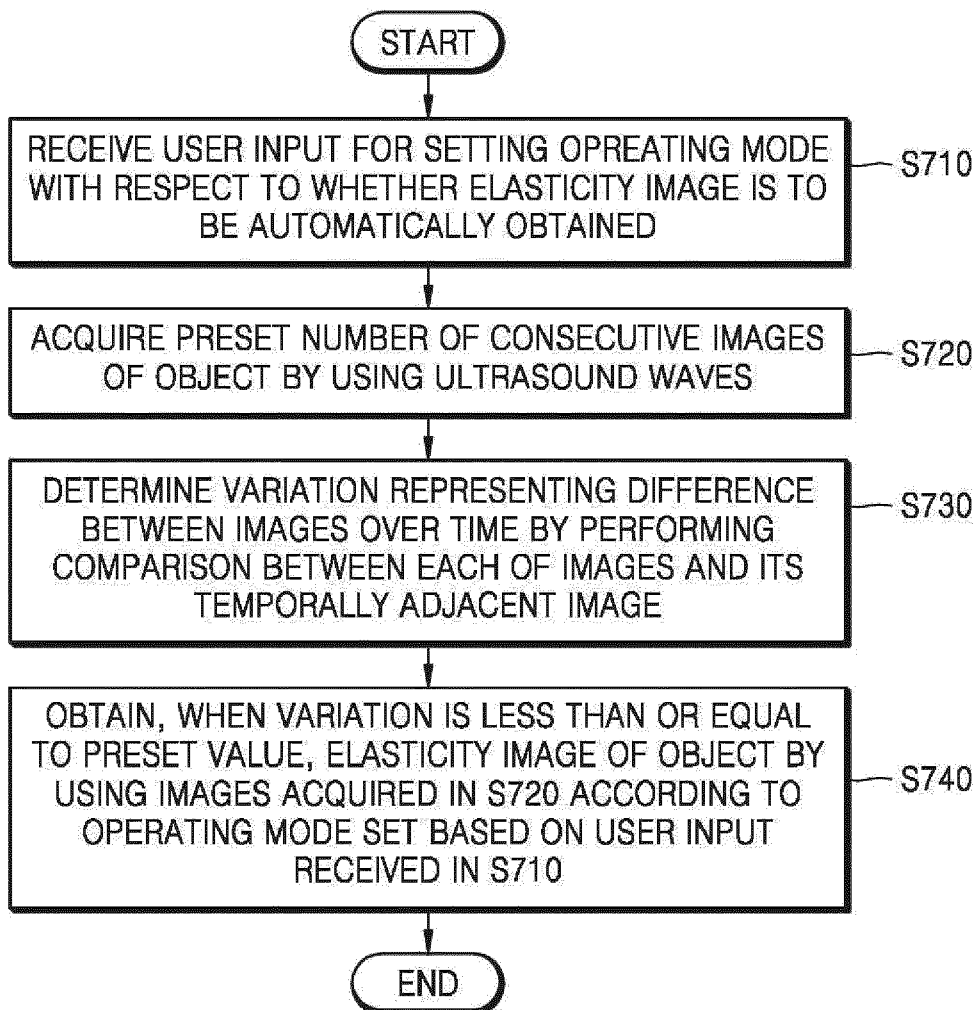 START
RECEIVE USER INPUT FOR SETTING OPREATING MODE
WITH RESPECT TO WHETHER ELASTICITY IMAGE IS TO
BE AUTOMATICALLY OBTAINED
S710
ACQUIRE PRESET NUMBER OF CONSECUTIVE IMAGES
OF OBJECT BY USING ULTRASOUND WAVES
S720
DETERMINE VARIATION REPRESENTING DIFFERENCE
BETWEEN IMAGES OVER TIME BY PERFORMING
COMPARISON BETWEEN EACH OF IMAGES AND ITS
TEMPORALLY ADJACENT IMAGE
S730
OBTAIN, WHEN VARIATION IS LESS THAN OR EQUAL
TO PRESET VALUE, ELASTICITY IMAGE OF OBJECT BY
USING IMAGES ACQUIRED IN S720 ACCORDING TO
OPERATING MODE SET BASED ON USER INPUT
RECEIVED IN S710
S740
END